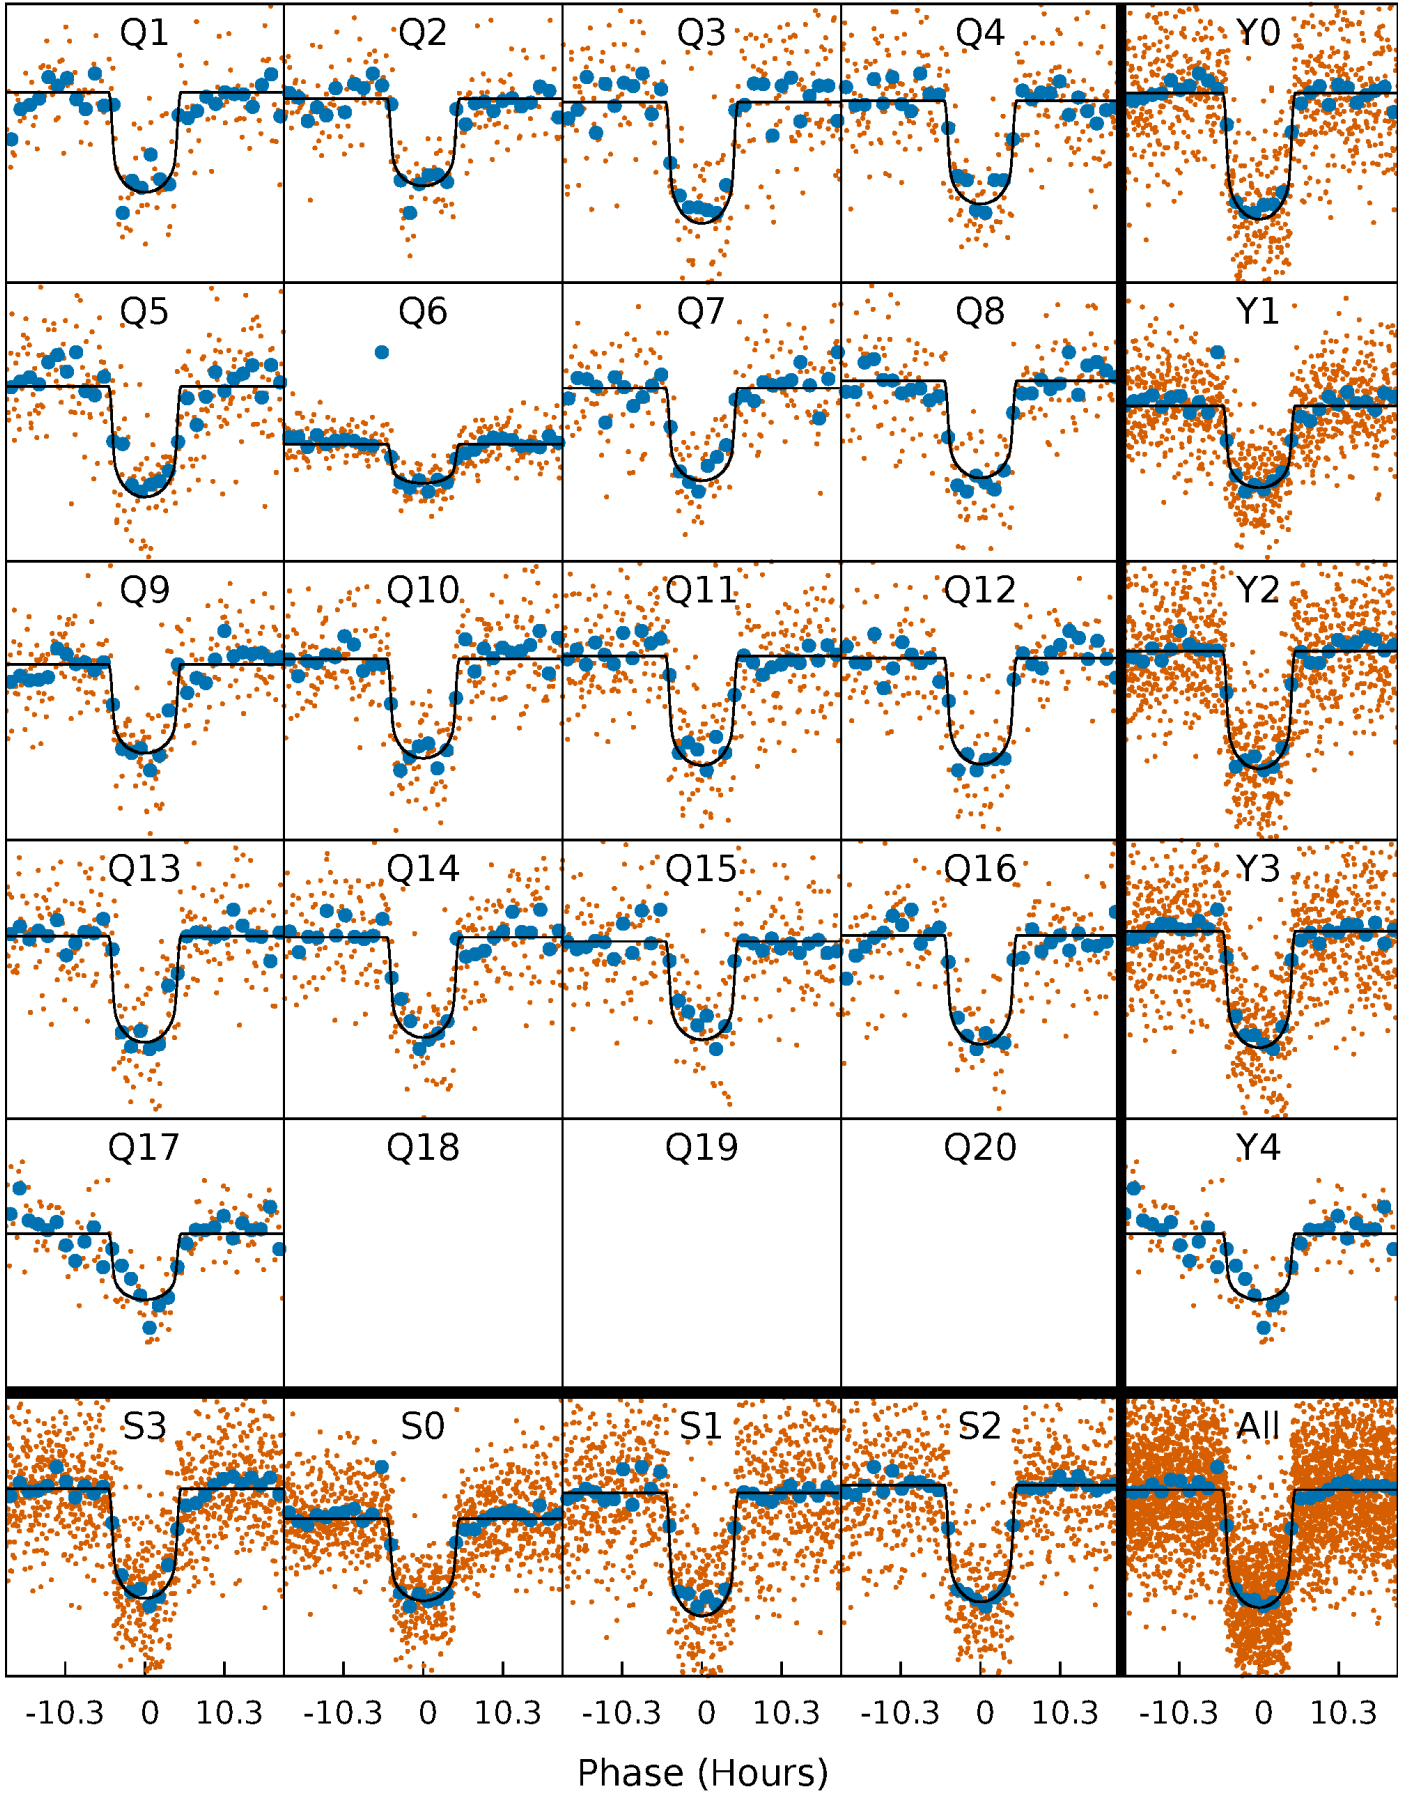 Q1 Q2 Q3 Q4 Y0
Q5 Q6 Q7 Q8 Y1
Q9 Q10 Q11 Q12 Y2
Q13 Q14 Q15 Q16 Y3
Q17 Q18 Q19 Q20 Y4
S3 S0 S1 S2 All
-10.3 0 10.3 -10.3 0 10.3 -10.3 0 10.3 -10.3 0 10.3 -10.3 0 10.3
Phase (Hours)